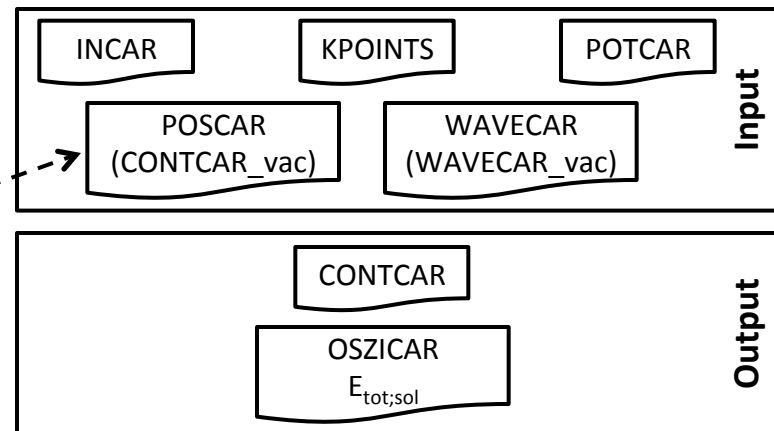 INCAR
KPOINTS
POTCAR
POSCAR
(CONTCAR_vac)
WAVECAR
(WAVECAR_vac)
Input
CONTCAR
OSZICAR
E_tot;sol
Output